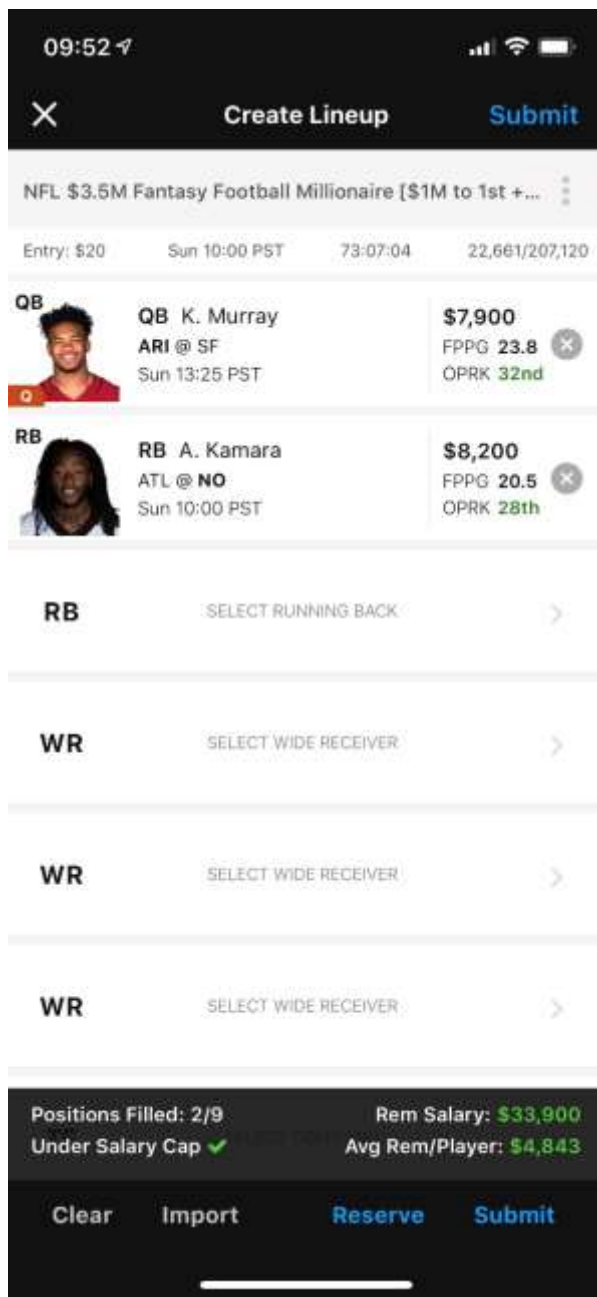 09:52
Create Lineup Submit
NFL $3.5M Fantasy Football Millionaire [$1M to 1st +...
Entry: $20 Sun 10:00 PST 73:07:04 22,661/207,120
QB
QB K. Murray $7,900
ARI @ SF FPPG 23.8
Sun 13:25 PST OPRK 32nd
Q
RB
RB A. Kamara $8,200
ATL @ NO FPPG 20.5
Sun 10:00 PST OPRK 28th
RB SELECT RUNNING BACK
WR SELECT WIDE RECEIVER
WR SELECT WIDE RECEIVER
WR SELECT WIDE RECEIVER
Positions Filled: 2/9 Rem Salary: $33,900
Under Salary Cap Avg Rem/Player: $4,843
Clear Import Reserve Submit